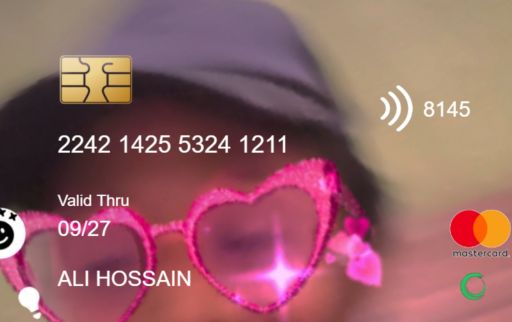 8145
2242 1425 5324 1211
Valid Thru
09/27
ALI HOSSAIN
mastercard.